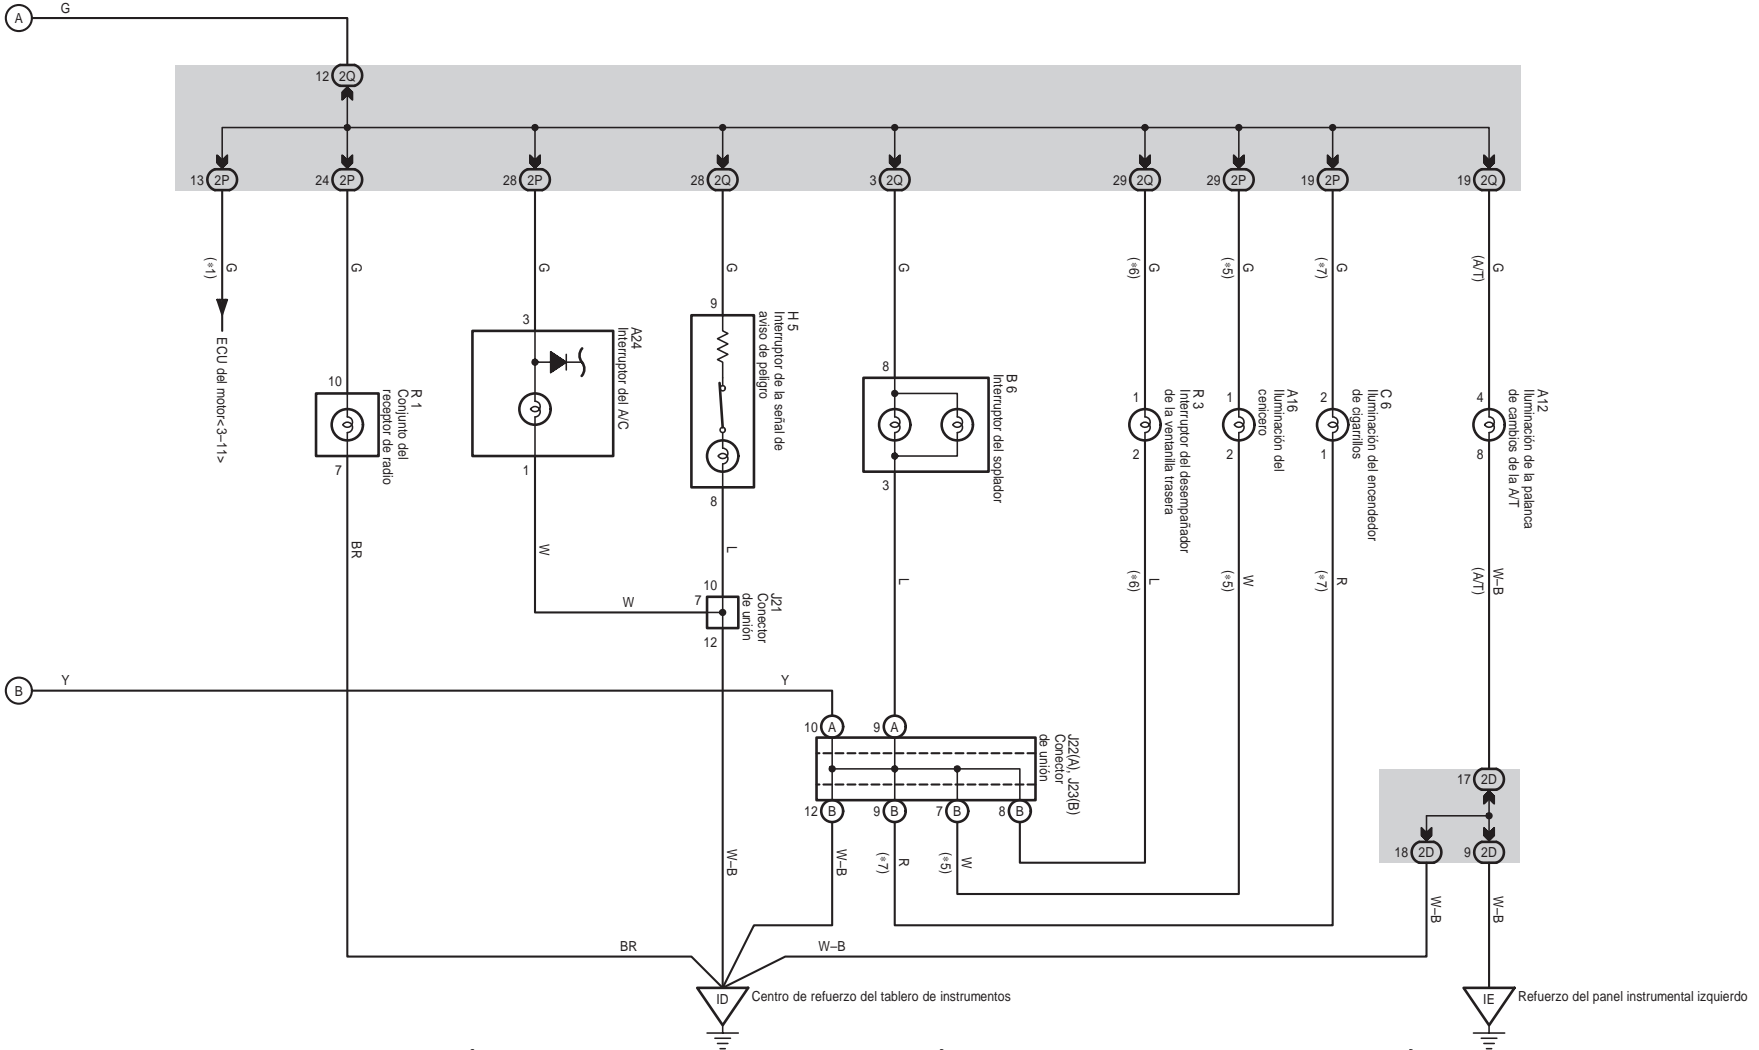 A
G
12 2Q
13 2P
24 2P
28 2P
28 2Q
3 2Q
29 2Q
29 2P
19 2P
19 2Q
G
(*1)
G
G
G
G
G
(*6)
G
(*5)
G
(*7)
G
(A/T)
ECU del motor<3–11>
10
R 1
Conjunto del
receptor de radio
7
3
A24
Interruptor del A/C
1
9
H 5
Interruptor de la señal de
aviso de peligro
8
8
B 6
Interruptor del soplador
3
1
R 3
Interruptor del desempañador
de la ventanilla trasera
2
1
A16
Iluminación del
cenicero
2
2
C 6
Iluminación del encendedor
de cigarrillos
1
4
A12
Iluminación de la palanca
de cambios de la A/T
8
BR
W
L
L
L
(*6)
W
(*5)
R
(*7)
W–B
(A/T)
W
10
7
12
J21
Conector
de unión
B
Y
Y
10 A
9 A
J22(A), J23(B)
Conector
de unión
12 B
9 B
7 B
8 B
17 2D
18 2D
9 2D
W–B
W–B
R
(*7)
W
(*5)
W–B
W–B
BR
W–B
ID
Centro de refuerzo del tablero de instrumentos
IE
Refuerzo del panel instrumental izquierdo